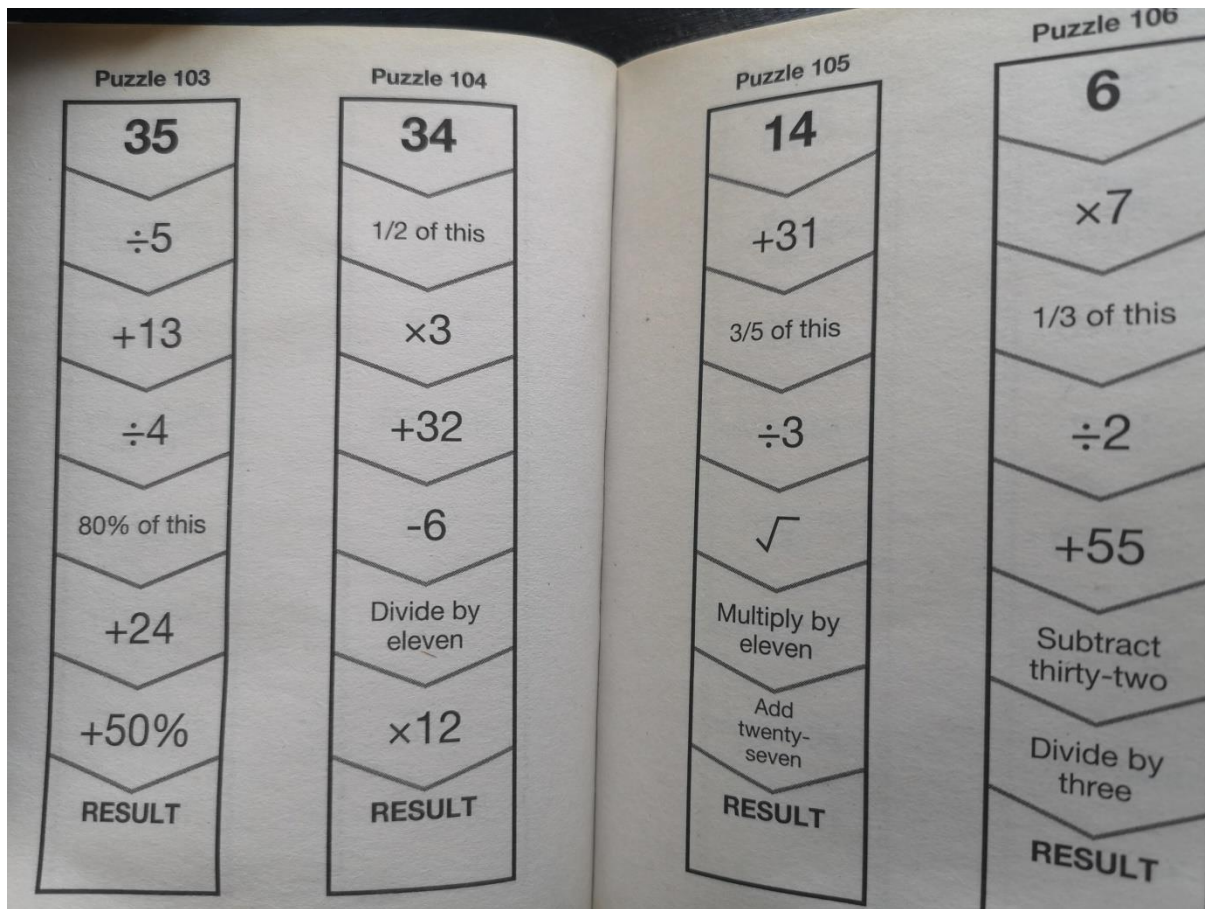 Puzzle 103
35
÷5
+13
÷4
80% of this
+24
+50%
RESULT
Puzzle 104
34
1/2 of this
×3
+32
-6
Divide by
eleven
×12
RESULT
Puzzle 105
14
+31
3/5 of this
÷3
√
Multiply by
eleven
Add
twenty-
seven
RESULT
Puzzle 106
6
×7
1/3 of this
÷2
+55
Subtract
thirty-two
Divide by
three
RESULT